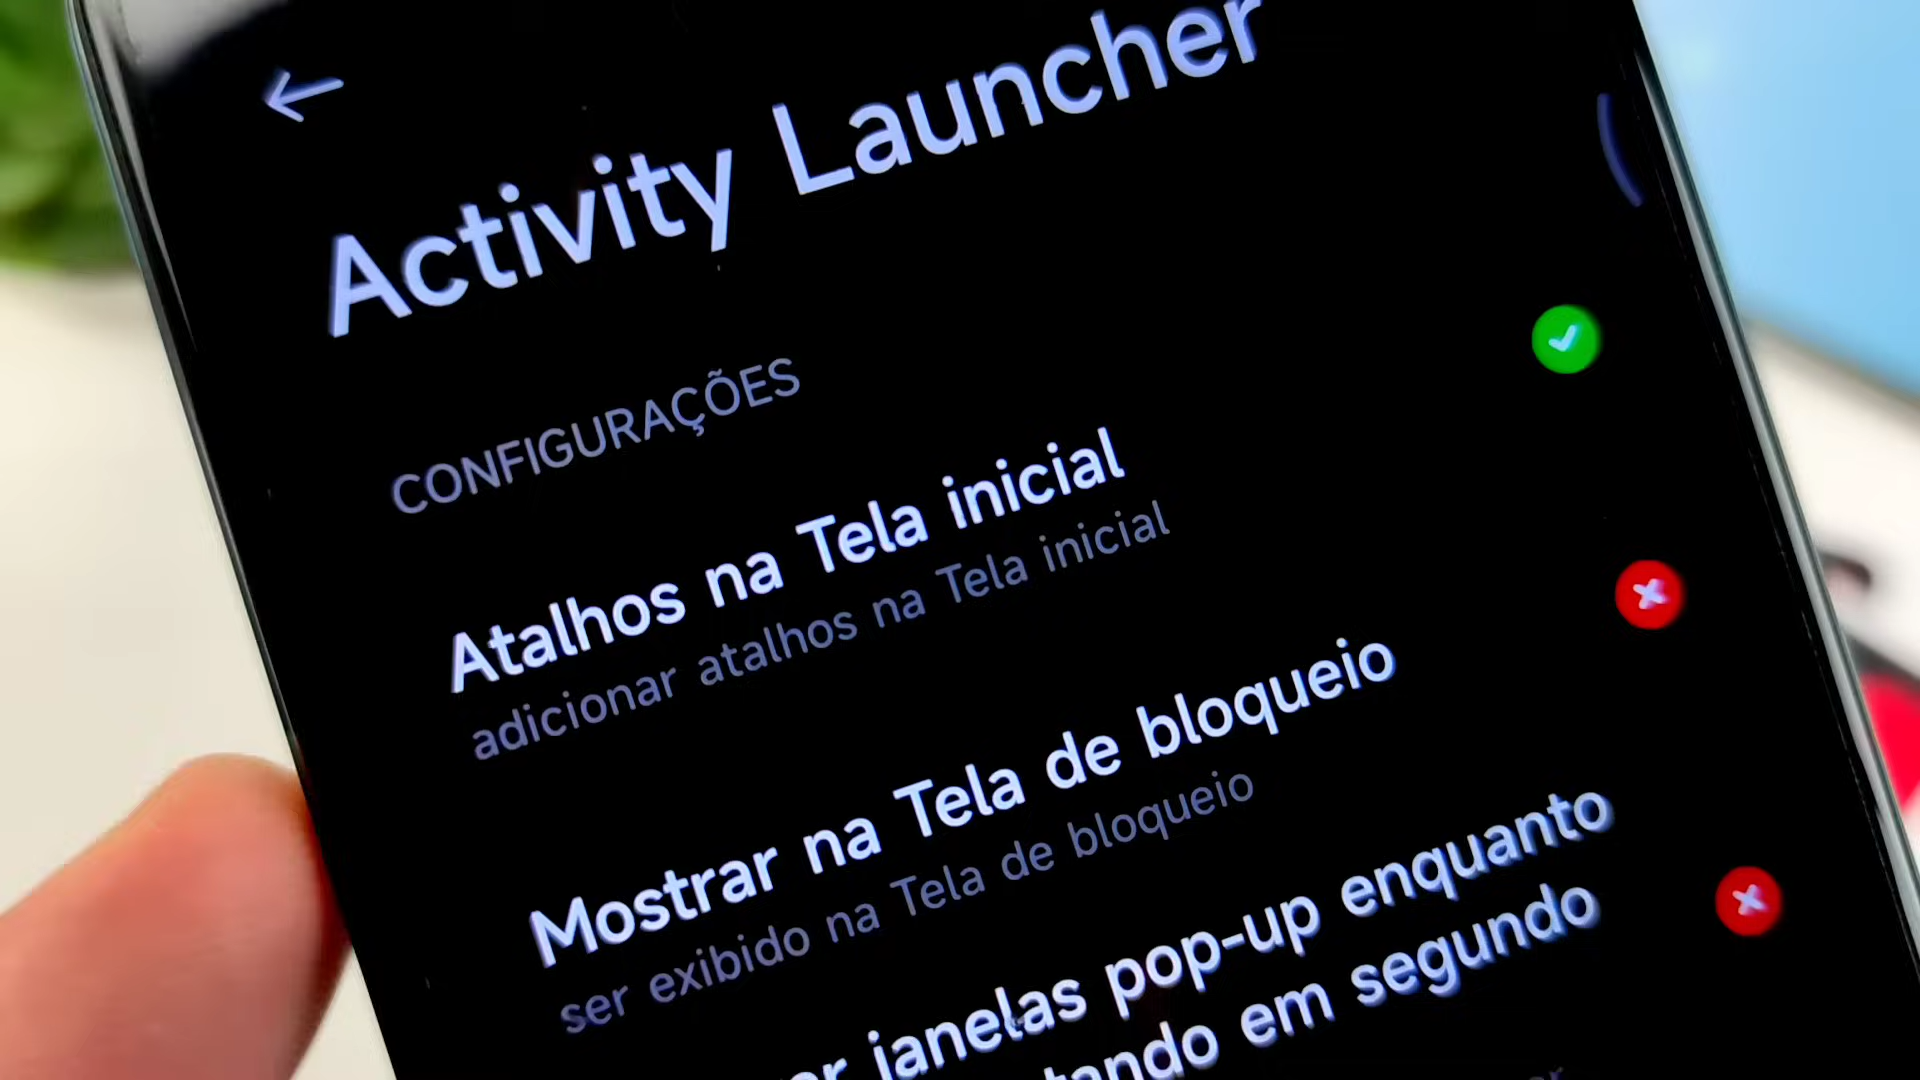 Activity Launcher
CONFIGURAÇÕES
Atalhos na Tela inicial
adicionar atalhos na Tela inicial
Mostrar na Tela de bloqueio
ser exibido na Tela de bloqueio
janelas pop-up enquanto
em segundo